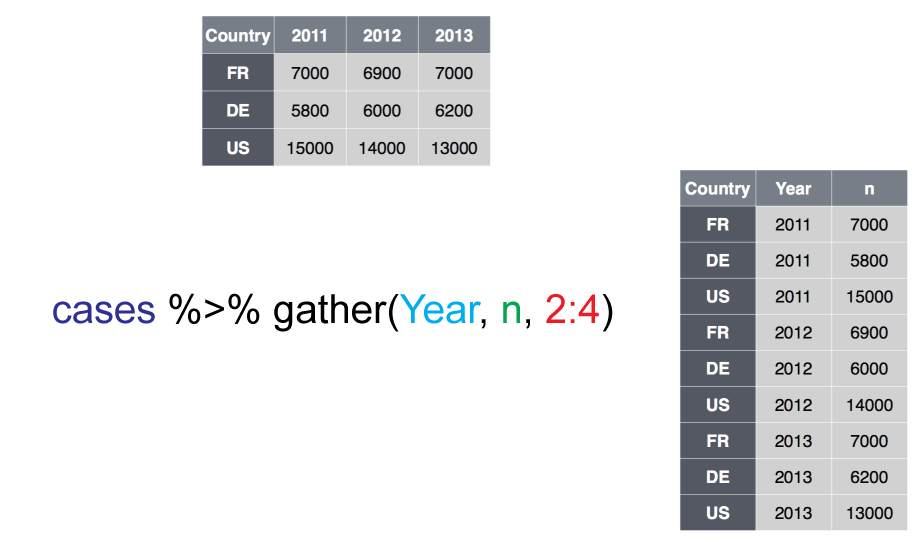 Country 2011 2012 2013
FR 7000 6900 7000
DE 5800 6000 6200
US 15000 14000 13000
cases %>% gather(Year, n, 2:4)
Country Year n
FR 2011 7000
DE 2011 5800
US 2011 15000
FR 2012 6900
DE 2012 6000
US 2012 14000
FR 2013 7000
DE 2013 6200
US 2013 13000